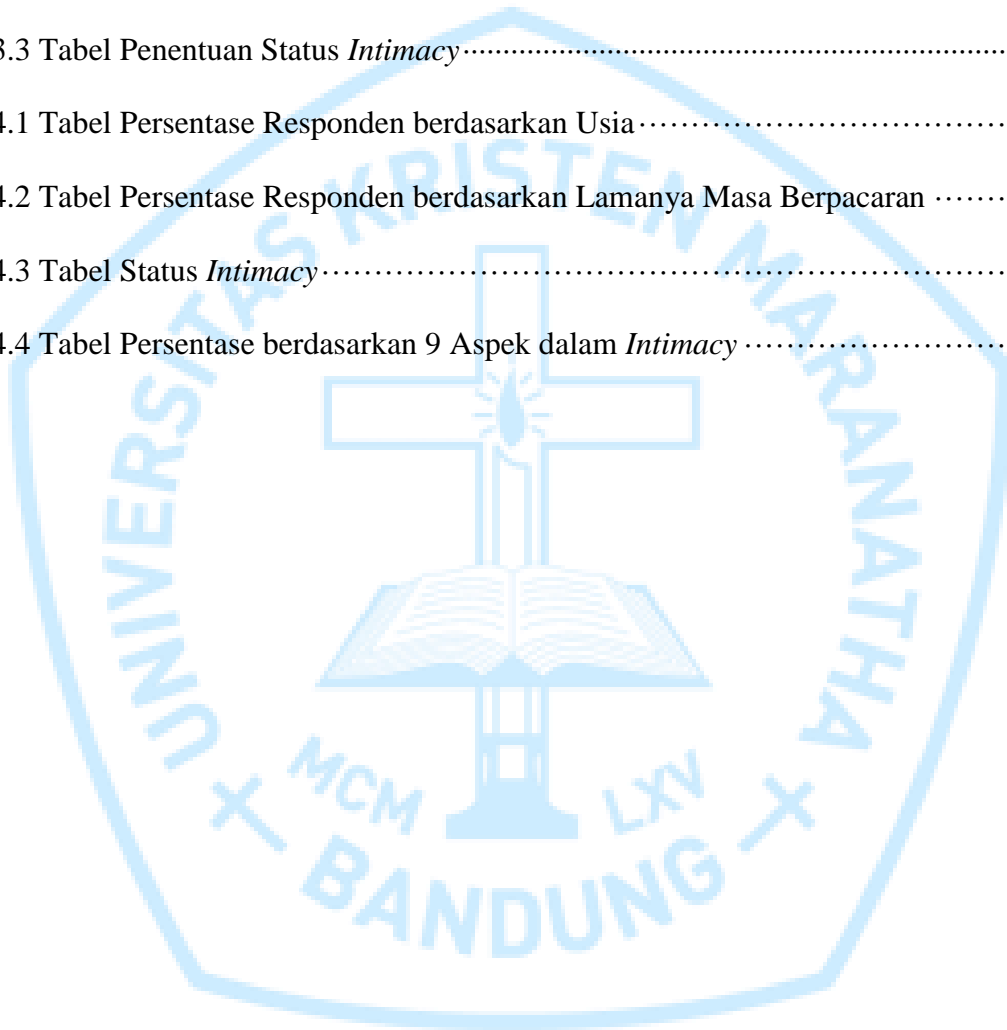 3.3 Tabel Penentuan Status Intimacy
4.1 Tabel Persentase Responden berdasarkan Usia
4.2 Tabel Persentase Responden berdasarkan Lamanya Masa Berpacaran
4.3 Tabel Status Intimacy
4.4 Tabel Persentase berdasarkan 9 Aspek dalam Intimacy
UNIVERSITAS KRISTEN MARANATHA
MCM LXV
BANDUNG